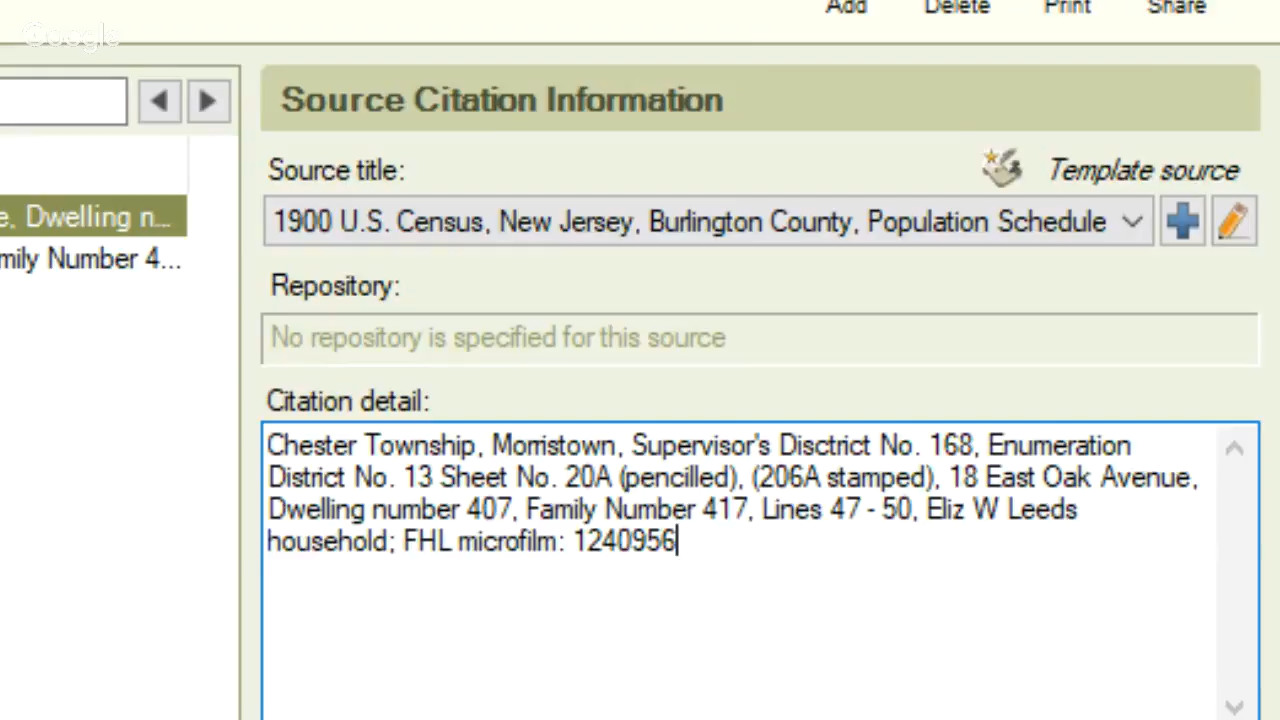 Add Delete Print Share
Google
Source Citation Information
Source title:
Template source
e, Dwelling n...
1900 U.S. Census, New Jersey, Burlington County, Population Schedule
mily Number 4...
Repository:
No repository is specified for this source
Citation detail:
Chester Township, Morristown, Supervisor's Disctrict No. 168, Enumeration
District No. 13 Sheet No. 20A (pencilled), (206A stamped), 18 East Oak Avenue,
Dwelling number 407, Family Number 417, Lines 47 - 50, Eliz W Leeds
household; FHL microfilm: 1240956